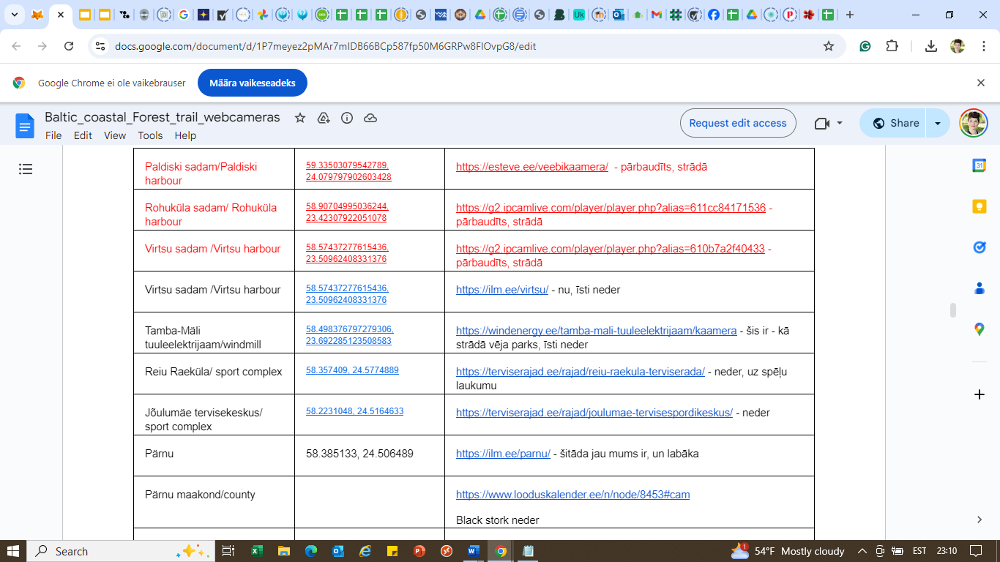 docs.google.com/document/d/1P7meyez2pMAr7mIDB66BCp587fp50M6GRPw8FIOvpG8/edit
Google Chrome ei ole vaikebrauser
Määra vaikeseadeks
Baltic_coastal_Forest_trail_webcameras
File Edit View Tools Help
Request edit access
Share
Paldiski sadam/Paldiski
harbour
59.33503079542789,
24.079797902603428
https://esteve.ee/veebikaamera/ - pārbaudīts, strādā
Rohuküla sadam/ Rohuküla
harbour
58.90704995036244,
23.42307922051078
https://g2.ipcamlive.com/player/player.php?alias=611cc84171536 -
pārbaudīts, strādā
Virtsu sadam /Virtsu harbour
58.57437277615436,
23.50962408331376
https://g2.ipcamlive.com/player/player.php?alias=610b7a2f40433 -
pārbaudīts, strādā
Virtsu sadam /Virtsu harbour
58.57437277615436,
23.50962408331376
https://ilm.ee/virtsu/ - nu, īsti neder
Tamba-Mäli
tuuleelektrijaam/windmill
58.498376797279306,
23.692285123508583
https://windenergy.ee/tamba-mali-tuuleelektrijaam/kaamera - šis ir - kā
strādā vēja parks, īsti neder
Reiu Raeküla/ sport complex
58.357409, 24.5774889
https://terviserajad.ee/rajad/reiu-raekula-terviserada/ - neder, uz spēļu
laukumu
Jõulumäe tervisekeskus/
sport complex
58.2231048, 24.5164633
https://terviserajad.ee/rajad/joulumae-tervisespordikeskus/ - neder
Pärnu
58.385133, 24.506489
https://ilm.ee/parnu/ - šitāda jau mums ir, un labāka
Pärnu maakond/county
https://www.looduskalender.ee/n/node/8453#cam
Black stork neder
31
Search
1
54°F Mostly cloudy
EST
23:10